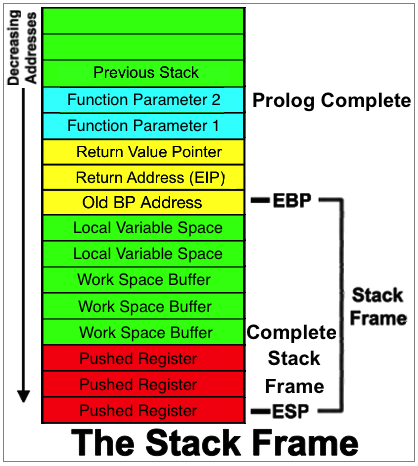 Decreasing
Addresses
Previous Stack
Function Parameter 2
Function Parameter 1
Prolog Complete
Return Value Pointer
Return Address (EIP)
Old BP Address
EBP
Local Variable Space
Local Variable Space
Work Space Buffer
Work Space Buffer
Work Space Buffer
Stack
Frame
Complete
Stack
Frame
Pushed Register
Pushed Register
Pushed Register
ESP
The Stack Frame